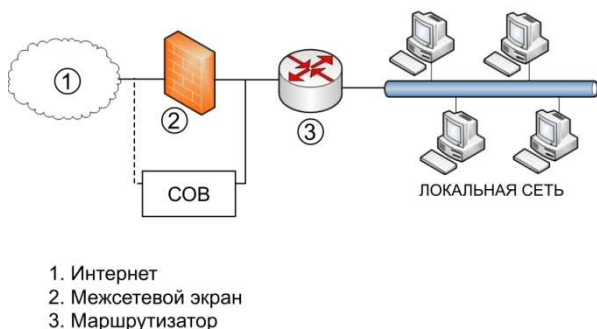 1
2
3
СОВ
ЛОКАЛЬНАЯ СЕТЬ
1. Интернет
2. Межсетевой экран
3. Маршрутизатор